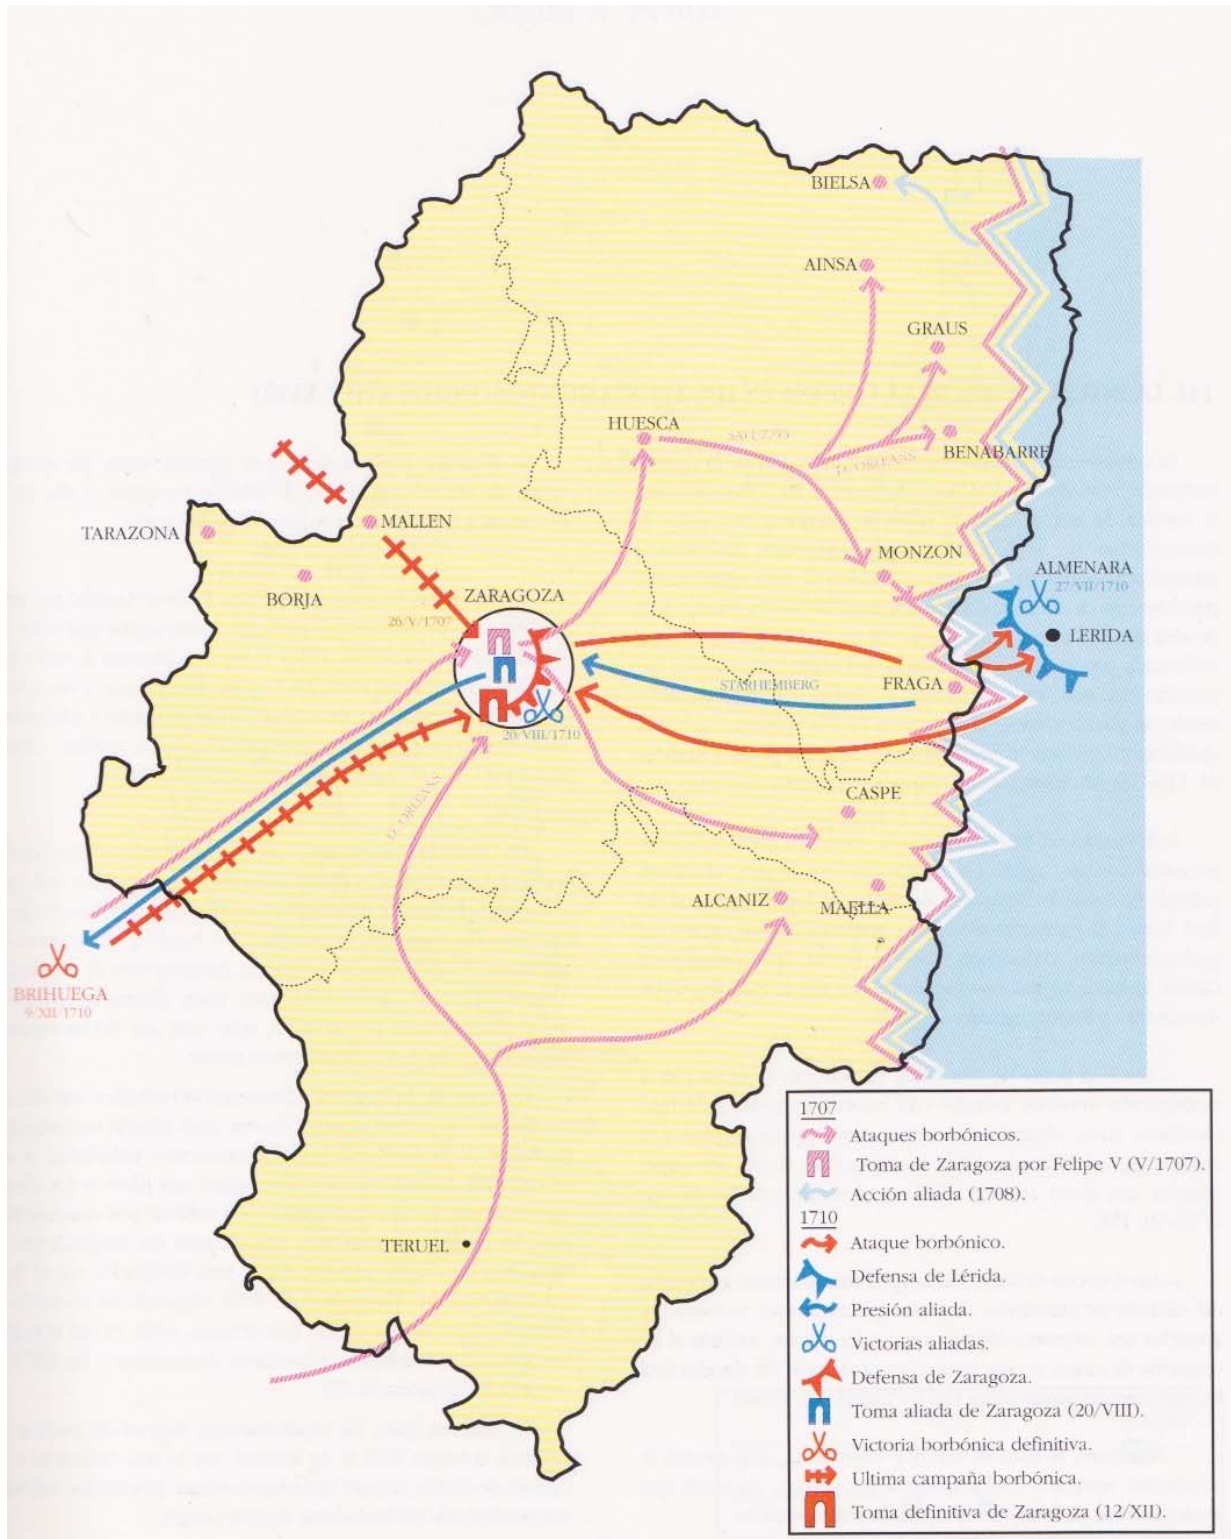 BIELSA
AINSA
GRAUS
HUESCA
SALUZZO
D. ORLEANS
BENABARRE
TARAZONA
MALLEN
MONZON
ALMENARA
27/VII/1710
BORJA
ZARAGOZA
26/V/1707
LERIDA
STARHEMBERG
FRAGA
20/VIII/1710
D. ORLEANS
CASPE
ALCANIZ
MAELLA
BRIHUEGA
9/XII/1710
TERUEL
1707
Ataques borbónicos.
Toma de Zaragoza por Felipe V (V/1707).
Acción aliada (1708).
1710
Ataque borbónico.
Defensa de Lérida.
Presión aliada.
Victorias aliadas.
Defensa de Zaragoza.
Toma aliada de Zaragoza (20/VIII).
Victoria borbónica definitiva.
Ultima campaña borbónica.
Toma definitiva de Zaragoza (12/XII).